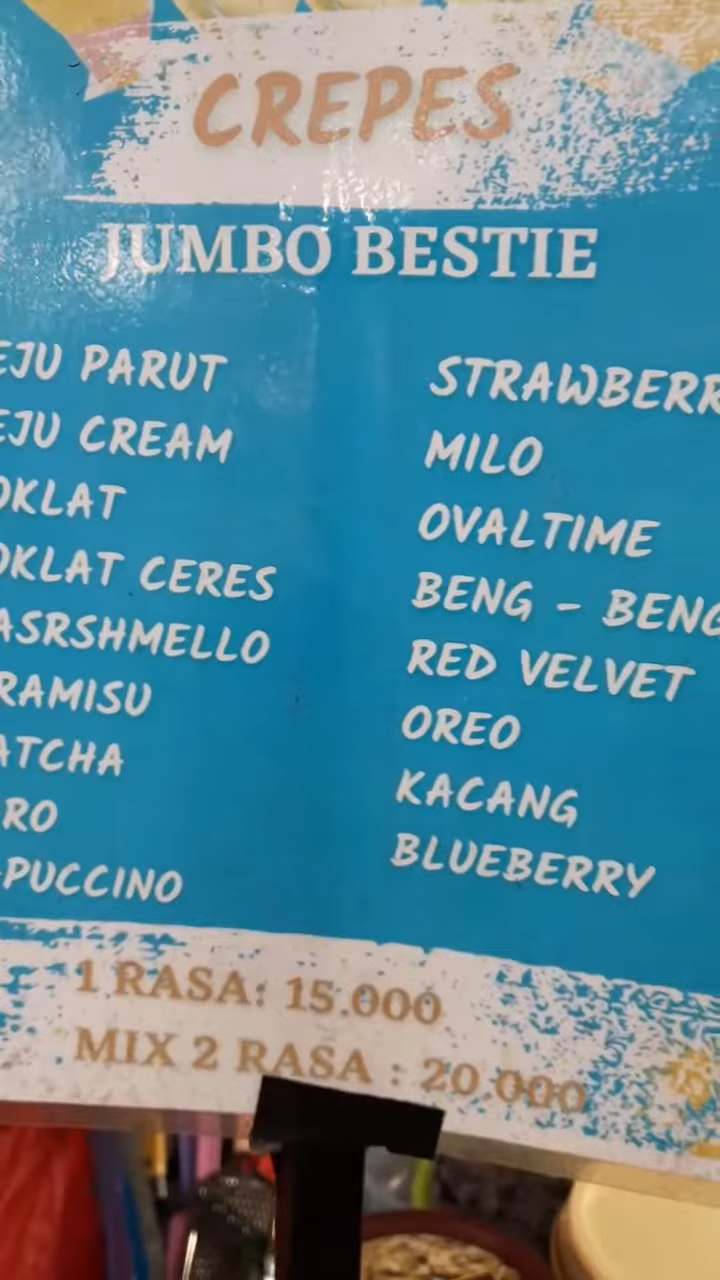 CREPES
JUMBO BESTIE
EJU PARUT
EJU CREAM
OKLAT
OKLAT CERES
ASRSHMELLO
RAMISU
ATCHA
RO
PUCCINO
STRAWBERR
MILO
OVALTIME
BENG - BENG
RED VELVET
OREO
KACANG
BLUEBERRY
1 RASA: 15.000
MIX 2 RASA : 20.000